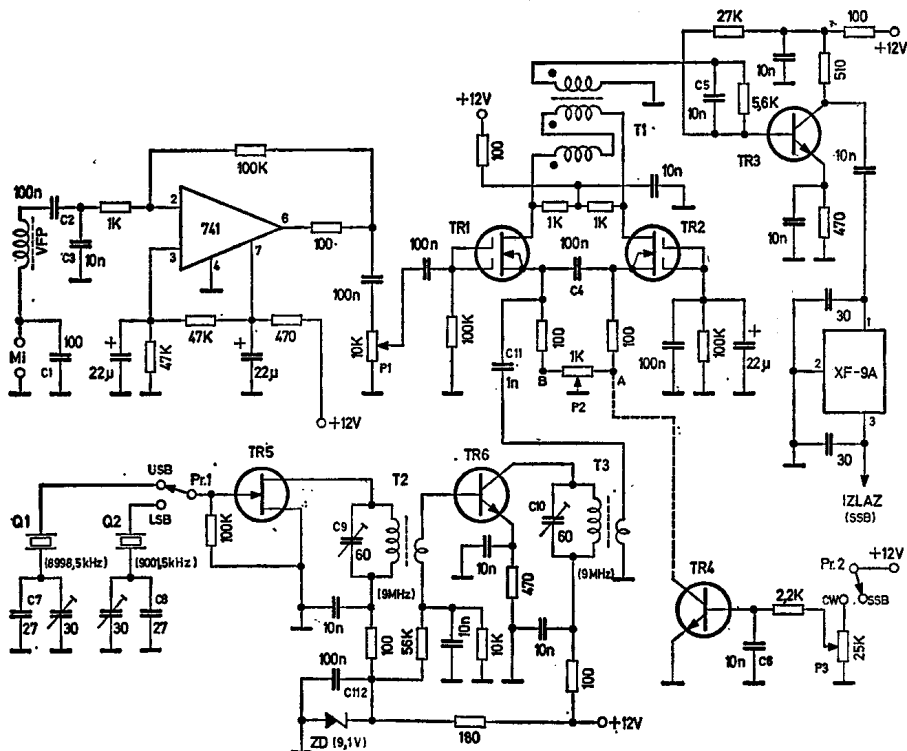 27K
100
+12V
10n
510
C5
10n
5,6K
TR3
10n
10n
470
T1
+12V
100
10n
1K
1K
TR1
TR2
100K
100n
C2
1K
2
741
6
7
3
4
100
C3
10n
VFP
100n
100n
100n
C4
47K
470
47K
10K
P1
100K
C11
1n
100
100
1K
B
A
P2
100n
100K
+
22µ
30
1
2
XF-9A
3
30
IZLAZ
(SSB)
Mi
100
C1
+
22µ
+
22µ
+12V
TR5
USB
Pr.1
LSB
T2
TR6
T3
Q1
Q2
100K
C9
60
C10
60
(8998,5kHz)
(9001,5kHz)
(9MHz)
(9MHz)
10n
470
C7
27
30
30
C8
27
10n
100
56K
10n
10K
10n
100
100n
C112
ZD (9,1V)
180
+12V
TR4
2,2K
10n
C6
+12V
Pr.2
CW
SSB
P3
25K